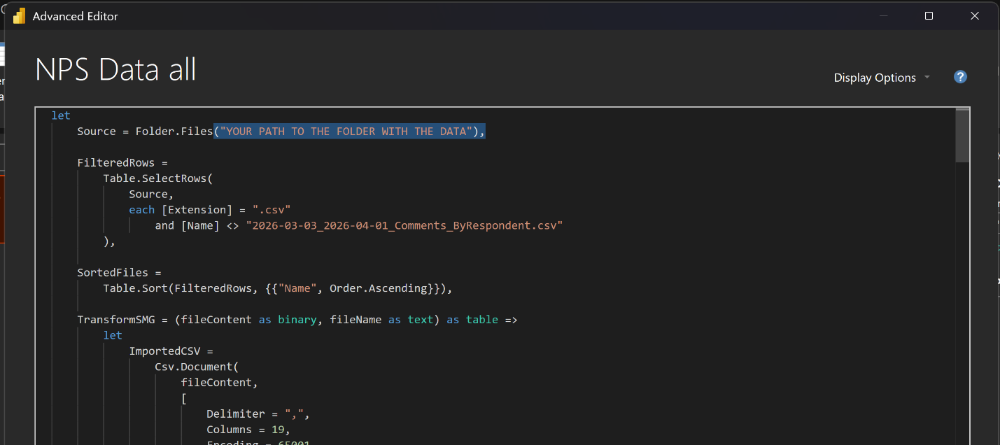 Advanced Editor
NPS Data all
Display Options
?
let
Source = Folder.Files("YOUR PATH TO THE FOLDER WITH THE DATA"),
FilteredRows =
Table.SelectRows(
Source,
each [Extension] = ".csv"
and [Name] <> "2026-03-03_2026-04-01_Comments_ByRespondent.csv"
),
SortedFiles =
Table.Sort(FilteredRows, {{"Name", Order.Ascending}}),
TransformSMG = (fileContent as binary, fileName as text) as table =>
let
ImportedCSV =
Csv.Document(
fileContent,
[
Delimiter = ",",
Columns = 19,
Encoding = 65001